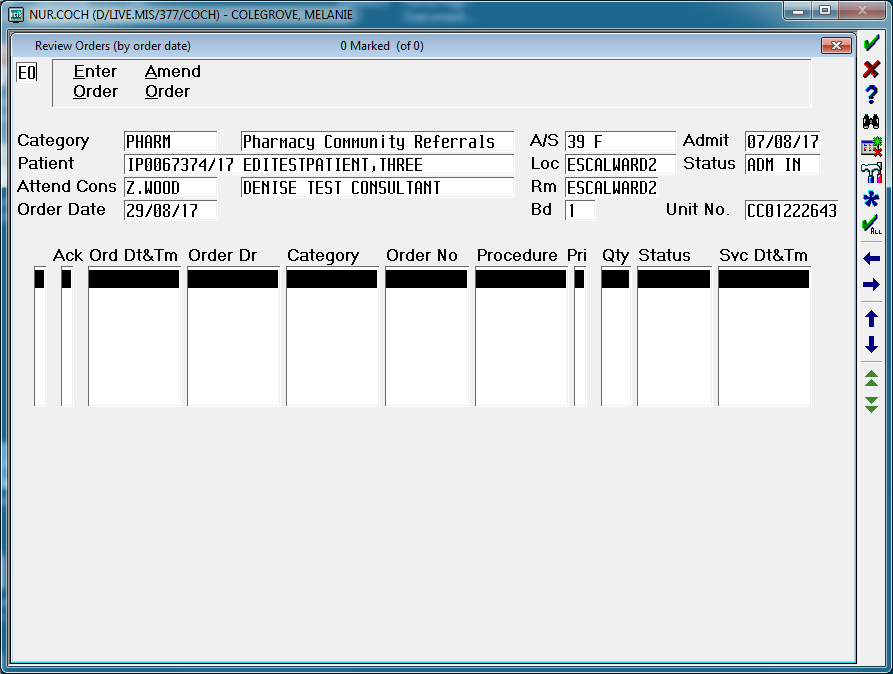 NUR.COCH (D/LIVE.MIS/377/COCH) - COLEGROVE, MELANIE
Review Orders (by order date) 0 Marked (of 0)
EO Enter Order Amend Order
Category PHARM Pharmacy Community Referrals A/S 39 F Admit 07/08/17
Patient IP0067374/17 EDITESTPATIENT,THREE Loc ESCALWARD2 Status ADM IN
Attend Cons Z.WOOD DENISE TEST CONSULTANT Rm ESCALWARD2
Order Date 29/08/17 Bd 1 Unit No. CC01222643
Ack Ord Dt&Tm Order Dr Category Order No Procedure Pri Qty Status Svc Dt&Tm
ALL